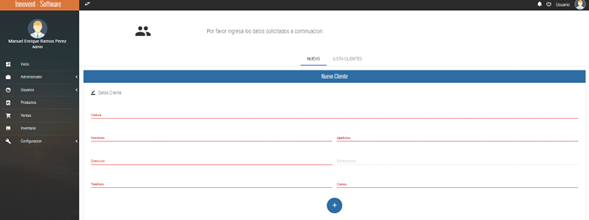 Innovent - Software
Usuario
Manuel Enrique Ramos Perez
Admin
Inicio
Administrador
Usuarios
Productos
Ventas
Inventario
Configuracion
Por favor ingresa los datos solicitados a continuacion:
NUEVO
LISTA CLIENTES
Nuevo Cliente
Datos Cliente
Cedula
Nombres
Apellidos
Direccion
Telefono
Correo